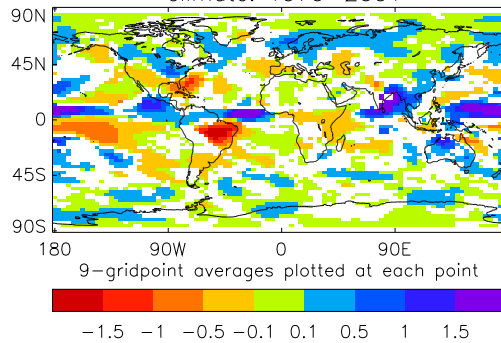 90N
45N
0
45S
90S
180 90W 0 90E
9-gridpoint averages plotted at each point
-1.5 -1 -0.5 -0.1 0.1 0.5 1 1.5